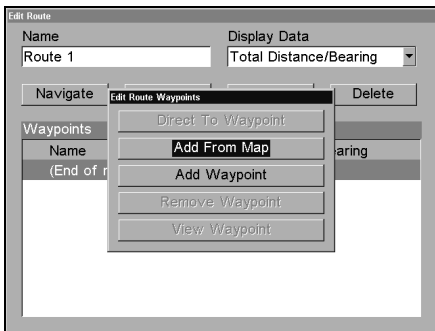 Edit Route
Name Display Data
Route 1 Total Distance/Bearing
Navigate Delete
Edit Route Waypoints
Direct To Waypoint
Waypoints
Add From Map
Name
Add Waypoint
(End of
Remove Waypoint
View Waypoint